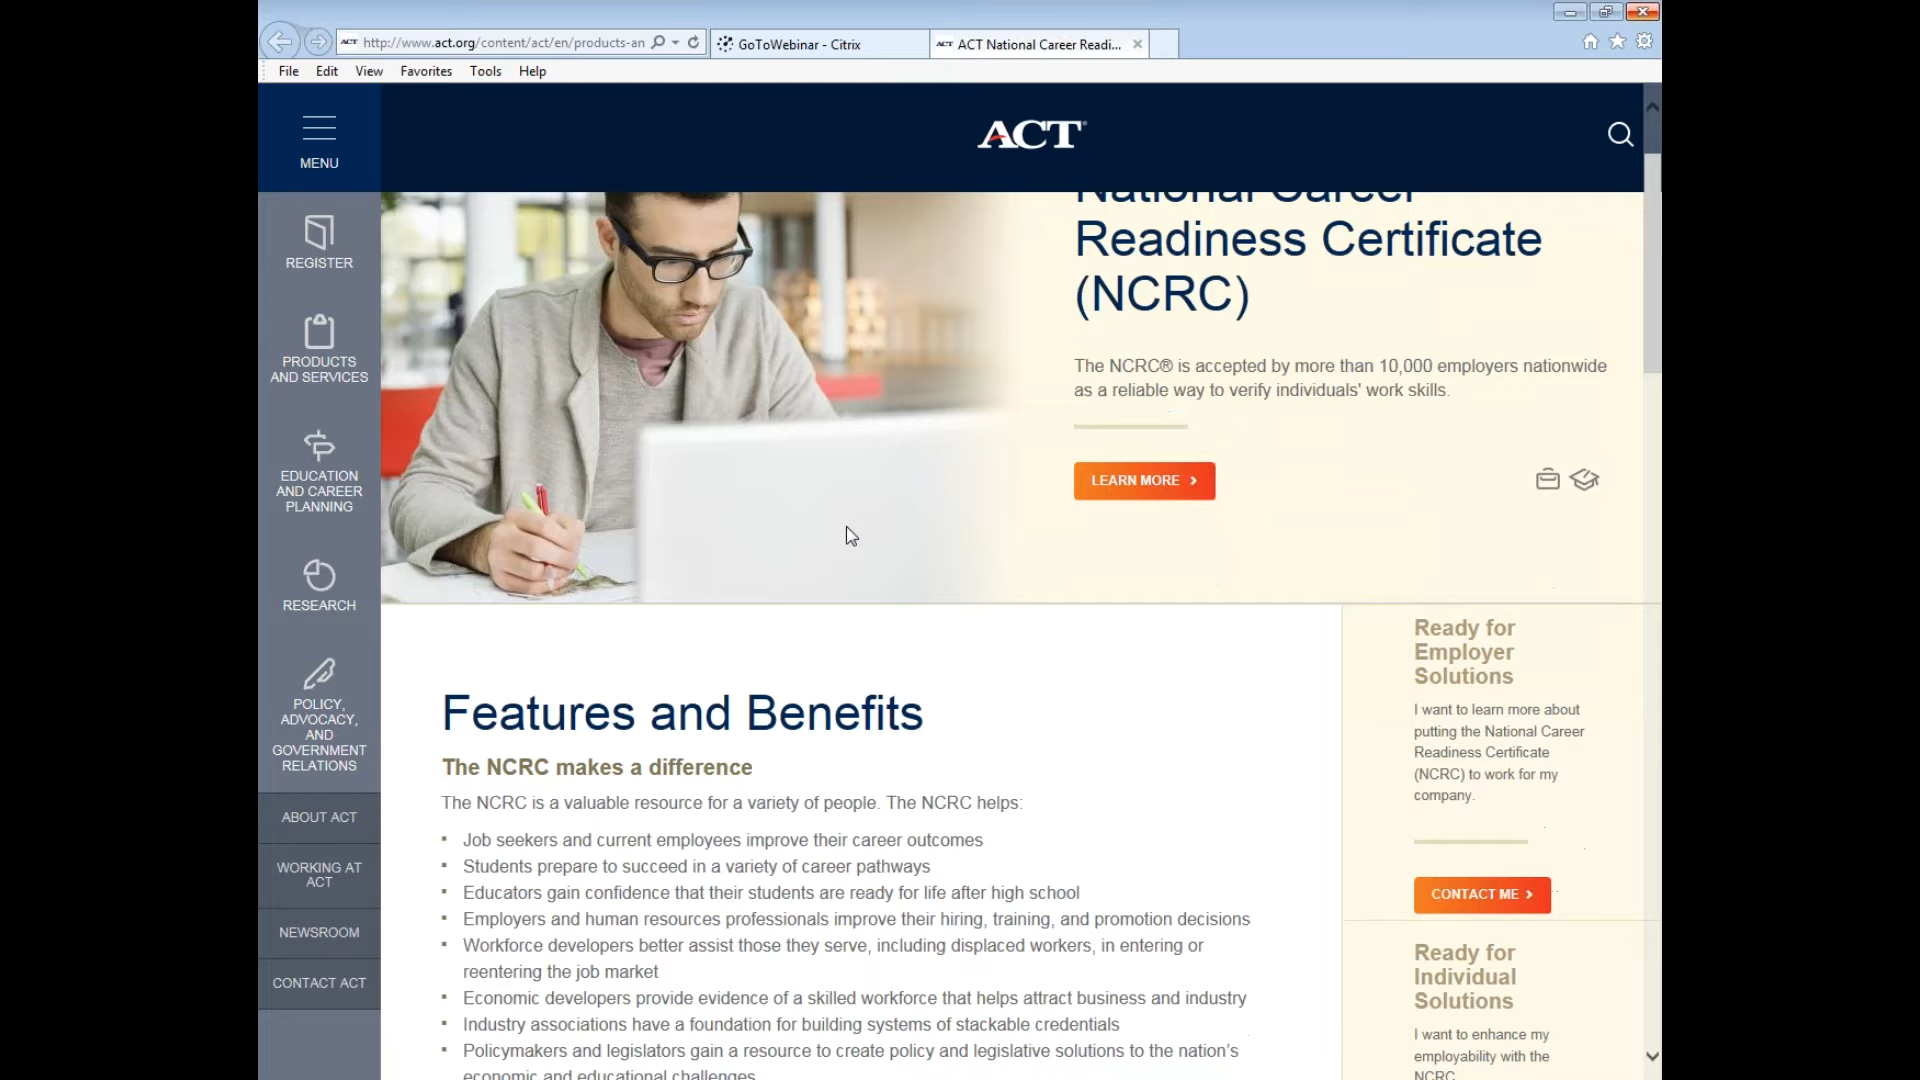 http://www.act.org/content/act/en/products-an
GoToWebinar - Citrix
ACT ACT National Career Readi...
File Edit View Favorites Tools Help
MENU
ACT
REGISTER
PRODUCTS
AND SERVICES
EDUCATION
AND CAREER
PLANNING
RESEARCH
POLICY,
ADVOCACY,
AND
GOVERNMENT
RELATIONS
ABOUT ACT
WORKING AT
ACT
NEWSROOM
CONTACT ACT
National Career
Readiness Certificate
(NCRC)
The NCRC® is accepted by more than 10,000 employers nationwide
as a reliable way to verify individuals' work skills.
LEARN MORE
Features and Benefits
The NCRC makes a difference
The NCRC is a valuable resource for a variety of people. The NCRC helps:
Job seekers and current employees improve their career outcomes
Students prepare to succeed in a variety of career pathways
Educators gain confidence that their students are ready for life after high school
Employers and human resources professionals improve their hiring, training, and promotion decisions
Workforce developers better assist those they serve, including displaced workers, in entering or
reentering the job market
Economic developers provide evidence of a skilled workforce that helps attract business and industry
Industry associations have a foundation for building systems of stackable credentials
Policymakers and legislators gain a resource to create policy and legislative solutions to the nation's
economic and educational challenges
Ready for
Employer
Solutions
I want to learn more about
putting the National Career
Readiness Certificate
(NCRC) to work for my
company.
CONTACT ME
Ready for
Individual
Solutions
I want to enhance my
employability with the
NCRC